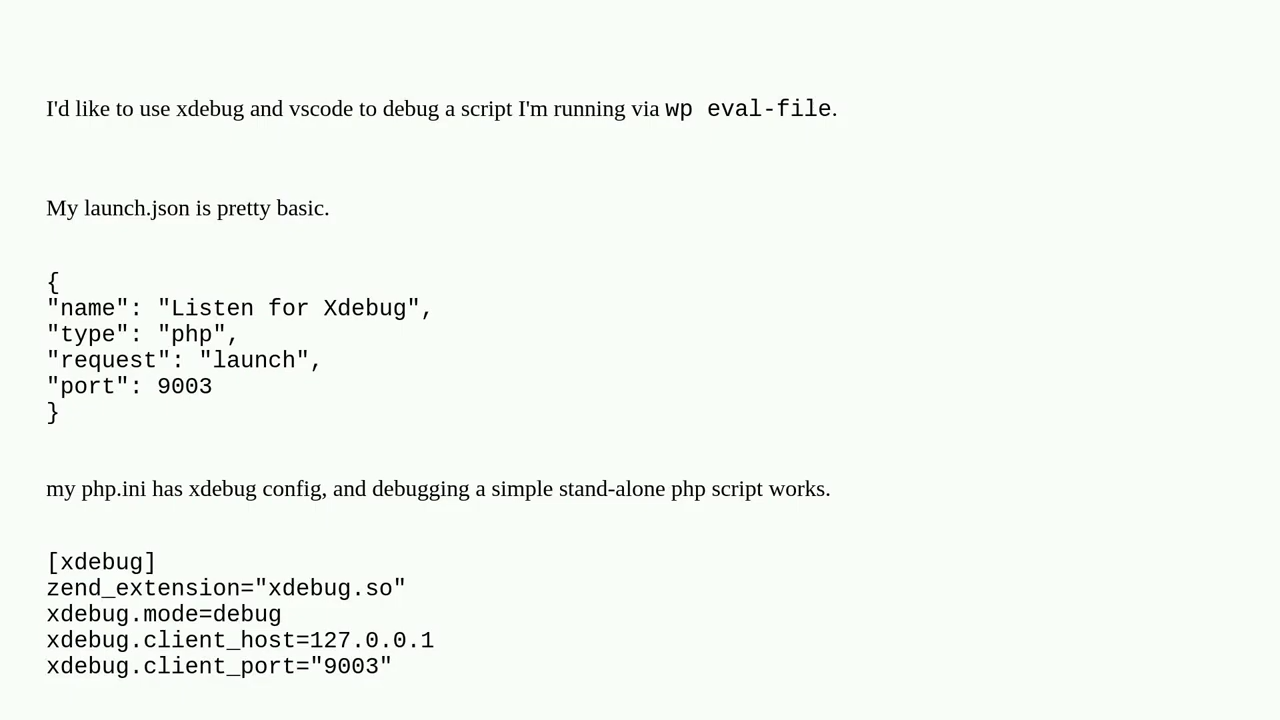 I'd like to use xdebug and vscode to debug a script I'm running via wp eval-file.
My launch.json is pretty basic.
{
"name": "Listen for Xdebug",
"type": "php",
"request": "launch",
"port": 9003
}
my php.ini has xdebug config, and debugging a simple stand-alone php script works.
[xdebug]
zend_extension="xdebug.so"
xdebug.mode=debug
xdebug.client_host=127.0.0.1
xdebug.client_port="9003"